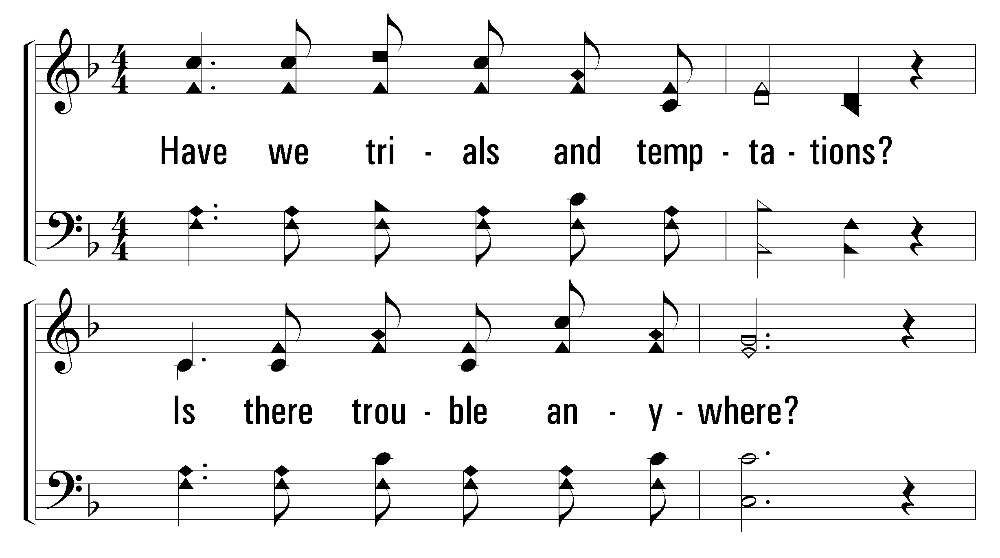 Have we tri - als and temp - ta - tions?
Is there trou - ble an - y - where?